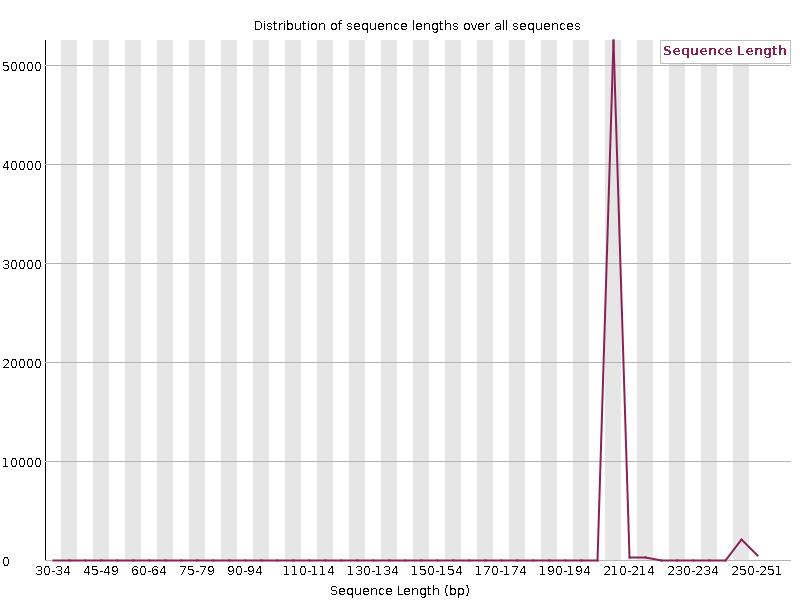 Distribution of sequence lengths over all sequences
Sequence Length
50000
40000
30000
20000
10000
0
30-34 45-49 60-64 75-79 90-94 110-114 130-134 150-154 170-174 190-194 210-214 230-234 250-251
Sequence Length (bp)